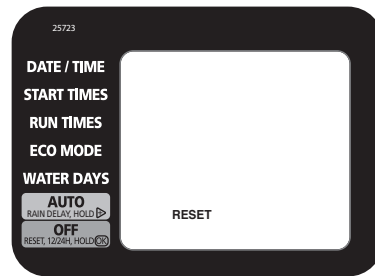 25723
DATE / TIME
START TIMES
RUN TIMES
ECO MODE
WATER DAYS
AUTO
RAIN DELAY, HOLD
OFF
RESET, 12/24H, HOLD OK
RESET